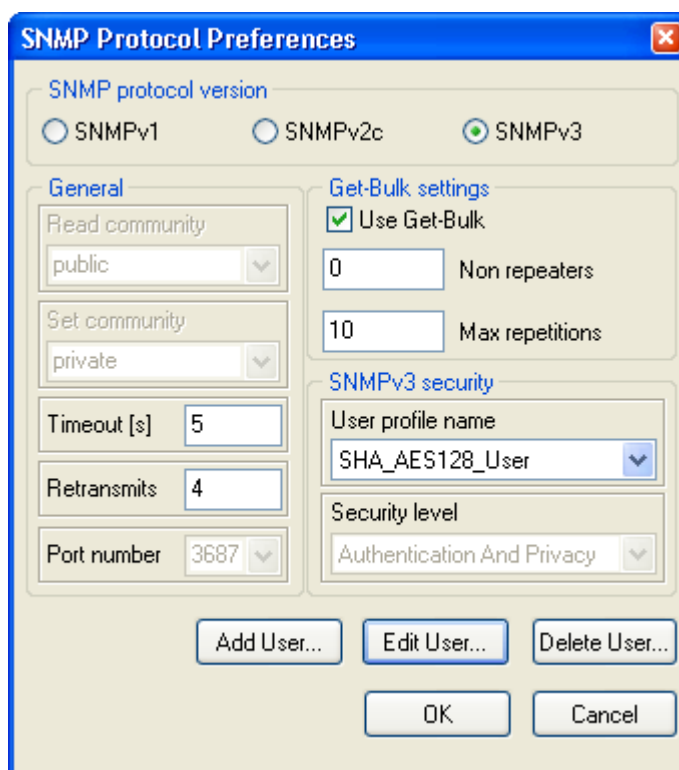 SNMP Protocol Preferences
SNMP protocol version
SNMPv1
SNMPv2c
SNMPv3
General
Read community
public
Set community
private
Timeout [s]
5
Retransmits
4
Port number
3687
Get-Bulk settings
Use Get-Bulk
0
Non repeaters
10
Max repetitions
SNMPv3 security
User profile name
SHA_AES128_User
Security level
Authentication And Privacy
Add User...
Edit User...
Delete User...
OK
Cancel